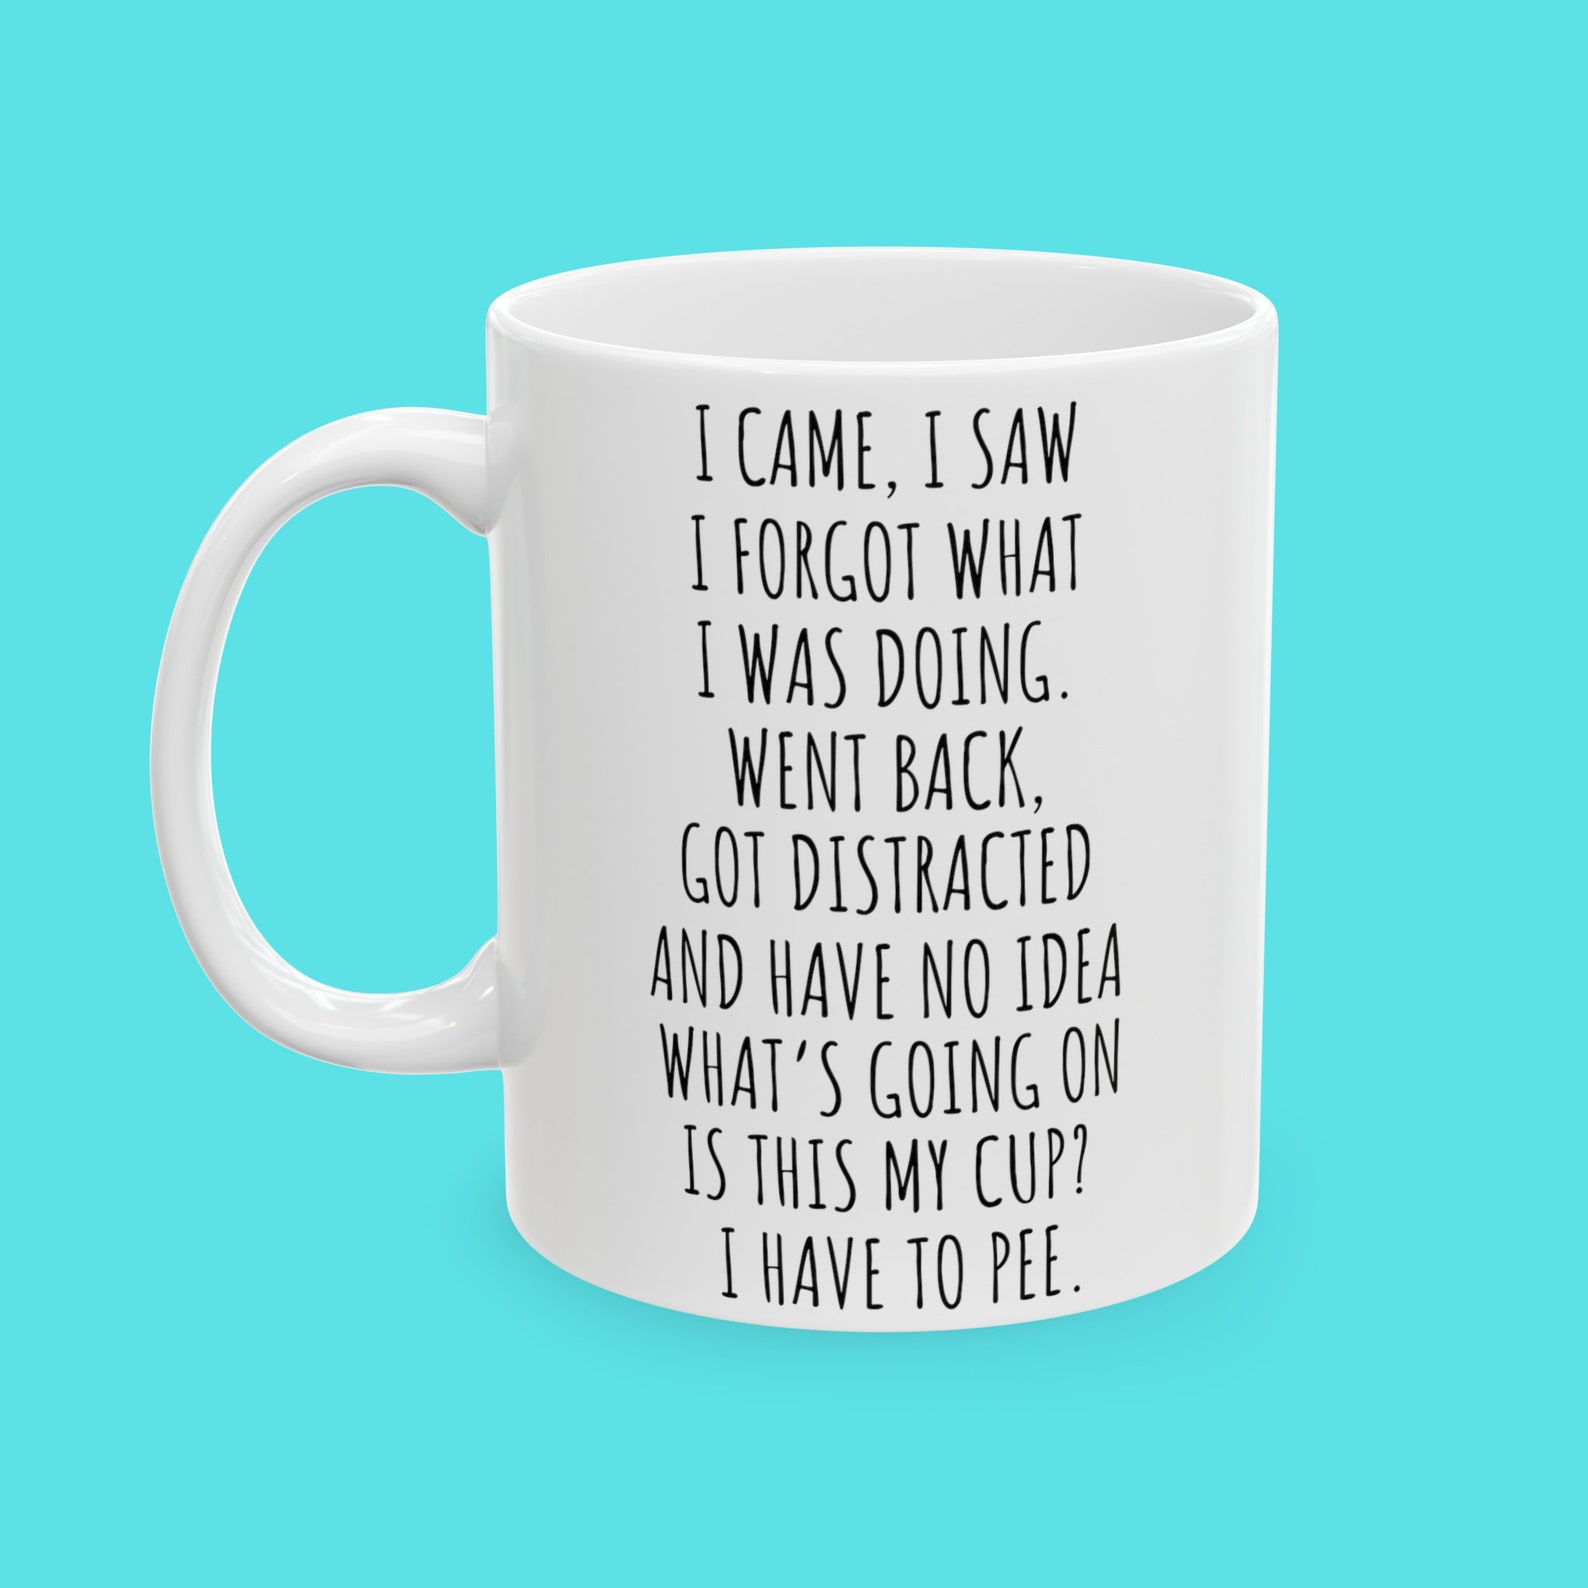 I CAME, I SAW
I FORGOT WHAT
I WAS DOING.
WENT BACK,
GOT DISTRACTED
AND HAVE NO IDEA
WHAT'S GOING ON
IS THIS MY CUP?
I HAVE TO PEE.